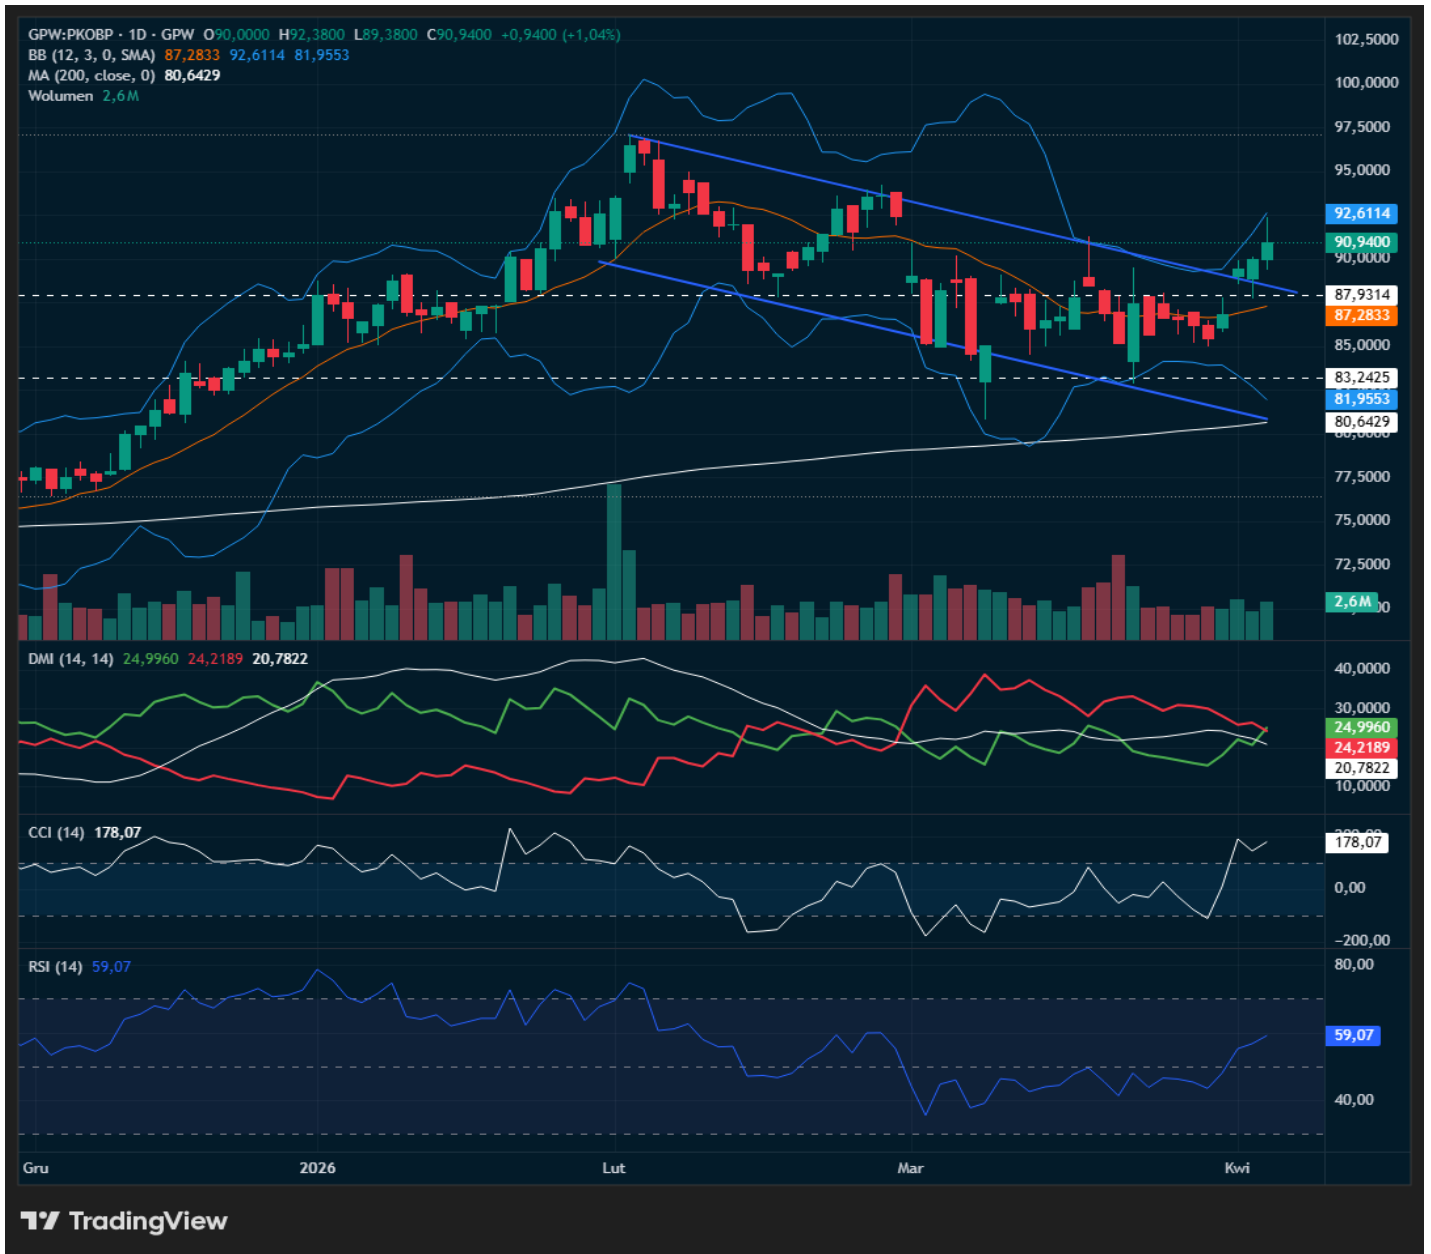 GPW:PKOBP · 1D · GPW O90,0000 H92,3800 L89,3800 C90,9400 +0,9400 (+1,04%)
BB (12, 3, 0, SMA) 87,2833 92,6114 81,9553
MA (200, close, 0) 80,6429
Wolumen 2,6M
102,5000
100,0000
97,5000
95,0000
92,6114
90,9400
90,0000
87,9314
87,2833
85,0000
83,2425
81,9553
80,6429
77,5000
75,0000
72,5000
2,6M
DMI (14, 14) 24,9960 24,2189 20,7822
40,0000
30,0000
24,9960
24,2189
20,7822
10,0000
CCI (14) 178,07
178,07
0,00
−200,00
RSI (14) 59,07
80,00
59,07
40,00
Gru 2026 Lut Mar Kwi
TradingView